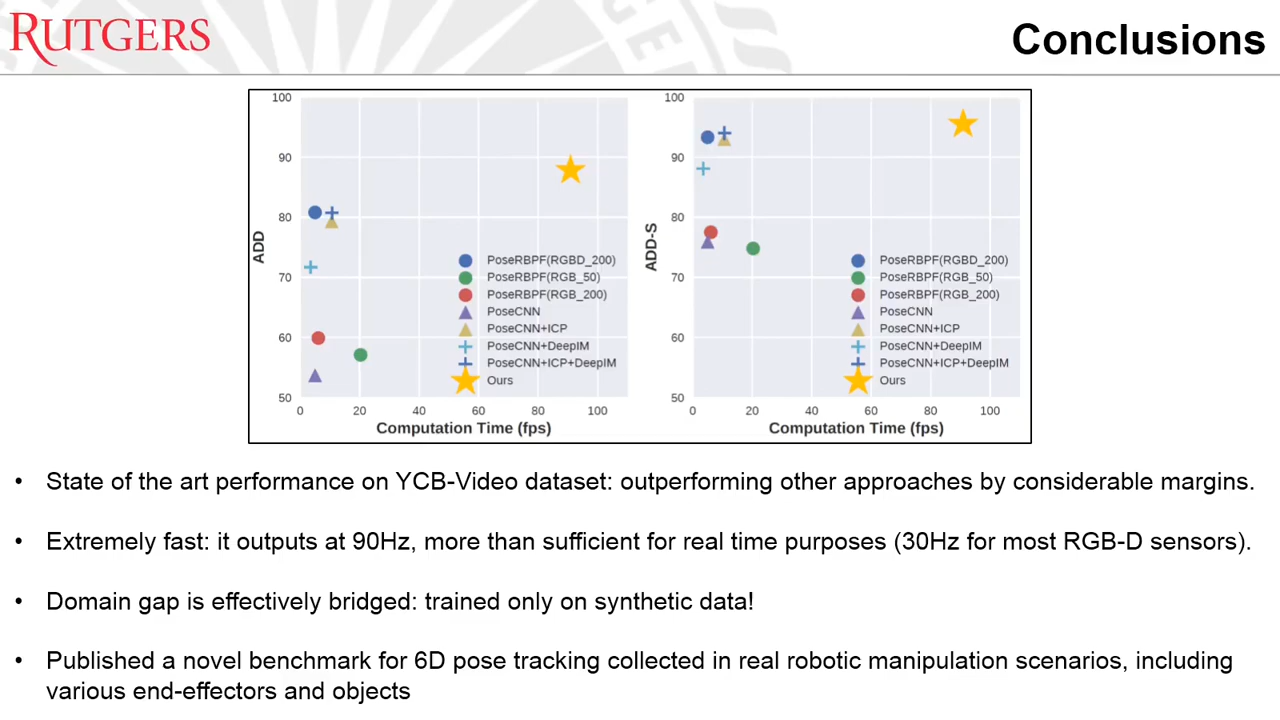 RUTGERS
Conclusions
100
90
80
70
60
50
ADD
0 20 40 60 80 100
Computation Time (fps)
PoseRBPF(RGBD_200)
PoseRBPF(RGB_50)
PoseRBPF(RGB_200)
PoseCNN
PoseCNN+ICP
PoseCNN+DeepIM
PoseCNN+ICP+DeepIM
Ours
100
90
80
70
60
50
ADD-S
0 20 40 60 80 100
Computation Time (fps)
PoseRBPF(RGBD_200)
PoseRBPF(RGB_50)
PoseRBPF(RGB_200)
PoseCNN
PoseCNN+ICP
PoseCNN+DeepIM
PoseCNN+ICP+DeepIM
Ours
• State of the art performance on YCB-Video dataset: outperforming other approaches by considerable margins.
• Extremely fast: it outputs at 90Hz, more than sufficient for real time purposes (30Hz for most RGB-D sensors).
• Domain gap is effectively bridged: trained only on synthetic data!
• Published a novel benchmark for 6D pose tracking collected in real robotic manipulation scenarios, including
various end-effectors and objects